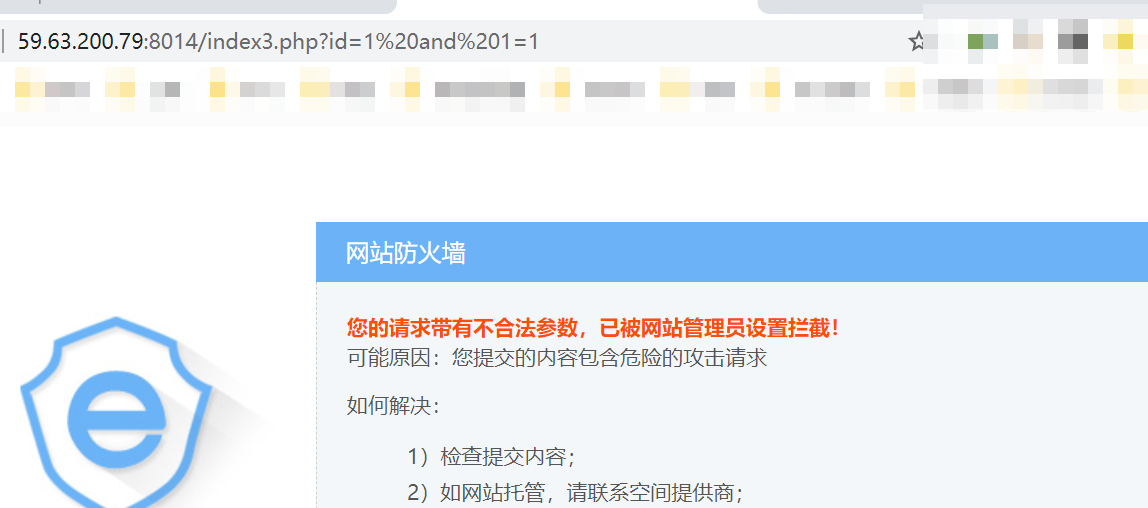 59.63.200.79:8014/index3.php?id=1%20and%201=1
网站防火墙
您的请求带有不合法参数，已被网站管理员设置拦截！
可能原因：您提交的内容包含危险的攻击请求
如何解决：
1）检查提交内容；
2）如网站托管，请联系空间提供商；